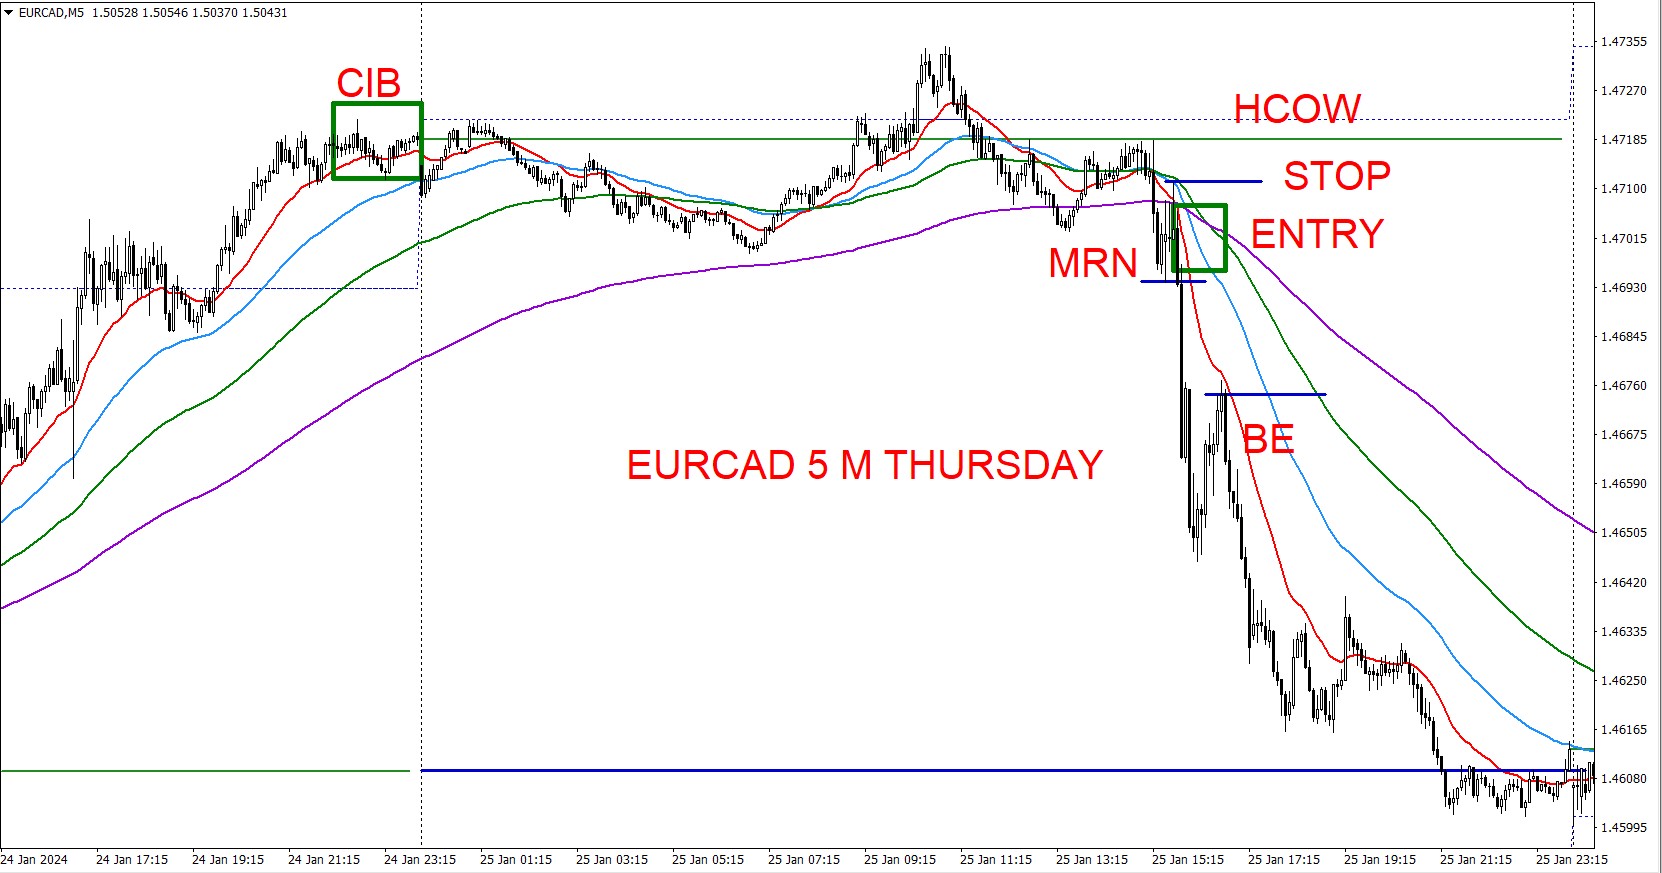 EURCAD,M5 1.50528 1.50546 1.50370 1.50431
1.47355
CIB
1.47270
HCOW
1.47185
STOP
1.47100
ENTRY
1.47015
MRN
1.46930
1.46845
1.46760
BE
1.46675
EURCAD 5 M THURSDAY
1.46590
1.46505
1.46420
1.46335
1.46250
1.46165
1.46080
1.45995
24 Jan 2024 24 Jan 17:15 24 Jan 19:15 24 Jan 21:15 24 Jan 23:15 25 Jan 01:15 25 Jan 03:15 25 Jan 05:15 25 Jan 07:15 25 Jan 09:15 25 Jan 11:15 25 Jan 13:15 25 Jan 15:15 25 Jan 17:15 25 Jan 19:15 25 Jan 21:15 25 Jan 23:15